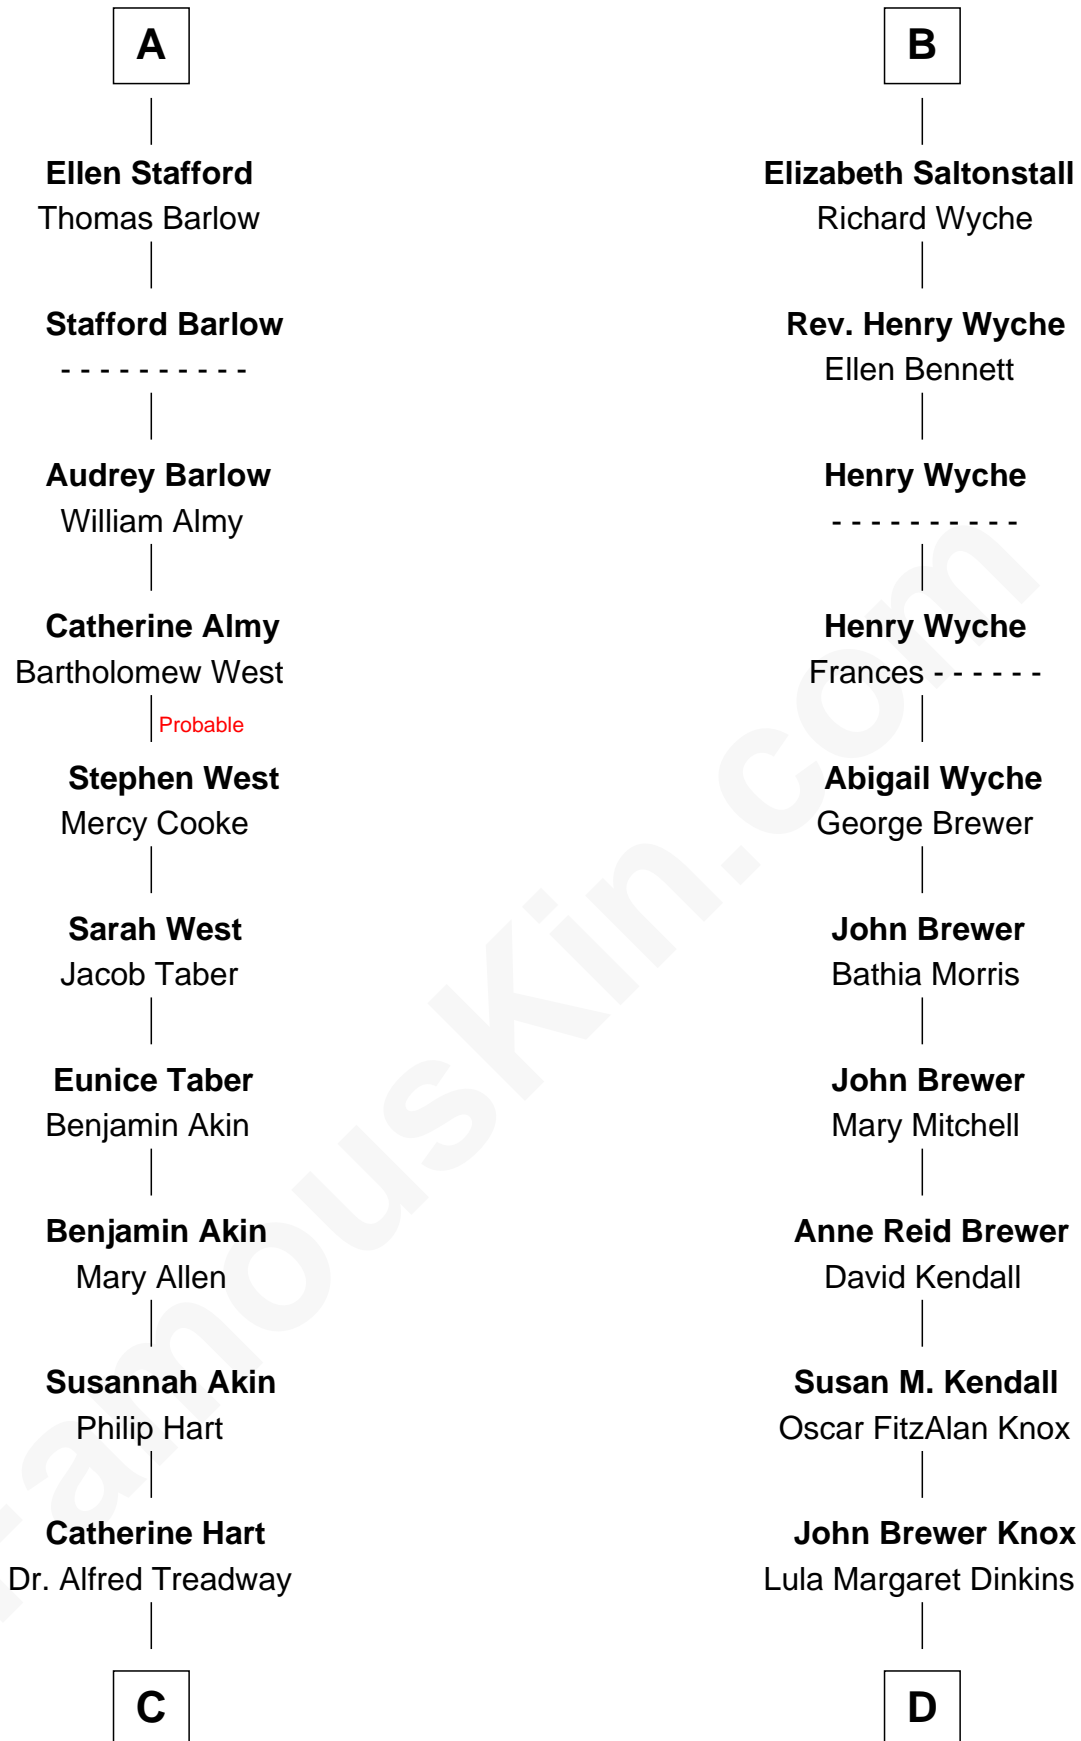 A
Ellen Stafford
Thomas Barlow
Stafford Barlow
- - - - - - - - - -
Audrey Barlow
William Almy
Catherine Almy
Bartholomew West
Probable
Stephen West
Mercy Cooke
Sarah West
Jacob Taber
Eunice Taber
Benjamin Akin
Benjamin Akin
Mary Allen
Susannah Akin
Philip Hart
Catherine Hart
Dr. Alfred Treadway
C
B
Elizabeth Saltonstall
Richard Wyche
Rev. Henry Wyche
Ellen Bennett
Henry Wyche
- - - - - - - - - -
Henry Wyche
Frances - - - - - -
Abigail Wyche
George Brewer
John Brewer
Bathia Morris
John Brewer
Mary Mitchell
Anne Reid Brewer
David Kendall
Susan M. Kendall
Oscar FitzAlan Knox
John Brewer Knox
Lula Margaret Dinkins
D
FamousKin.com